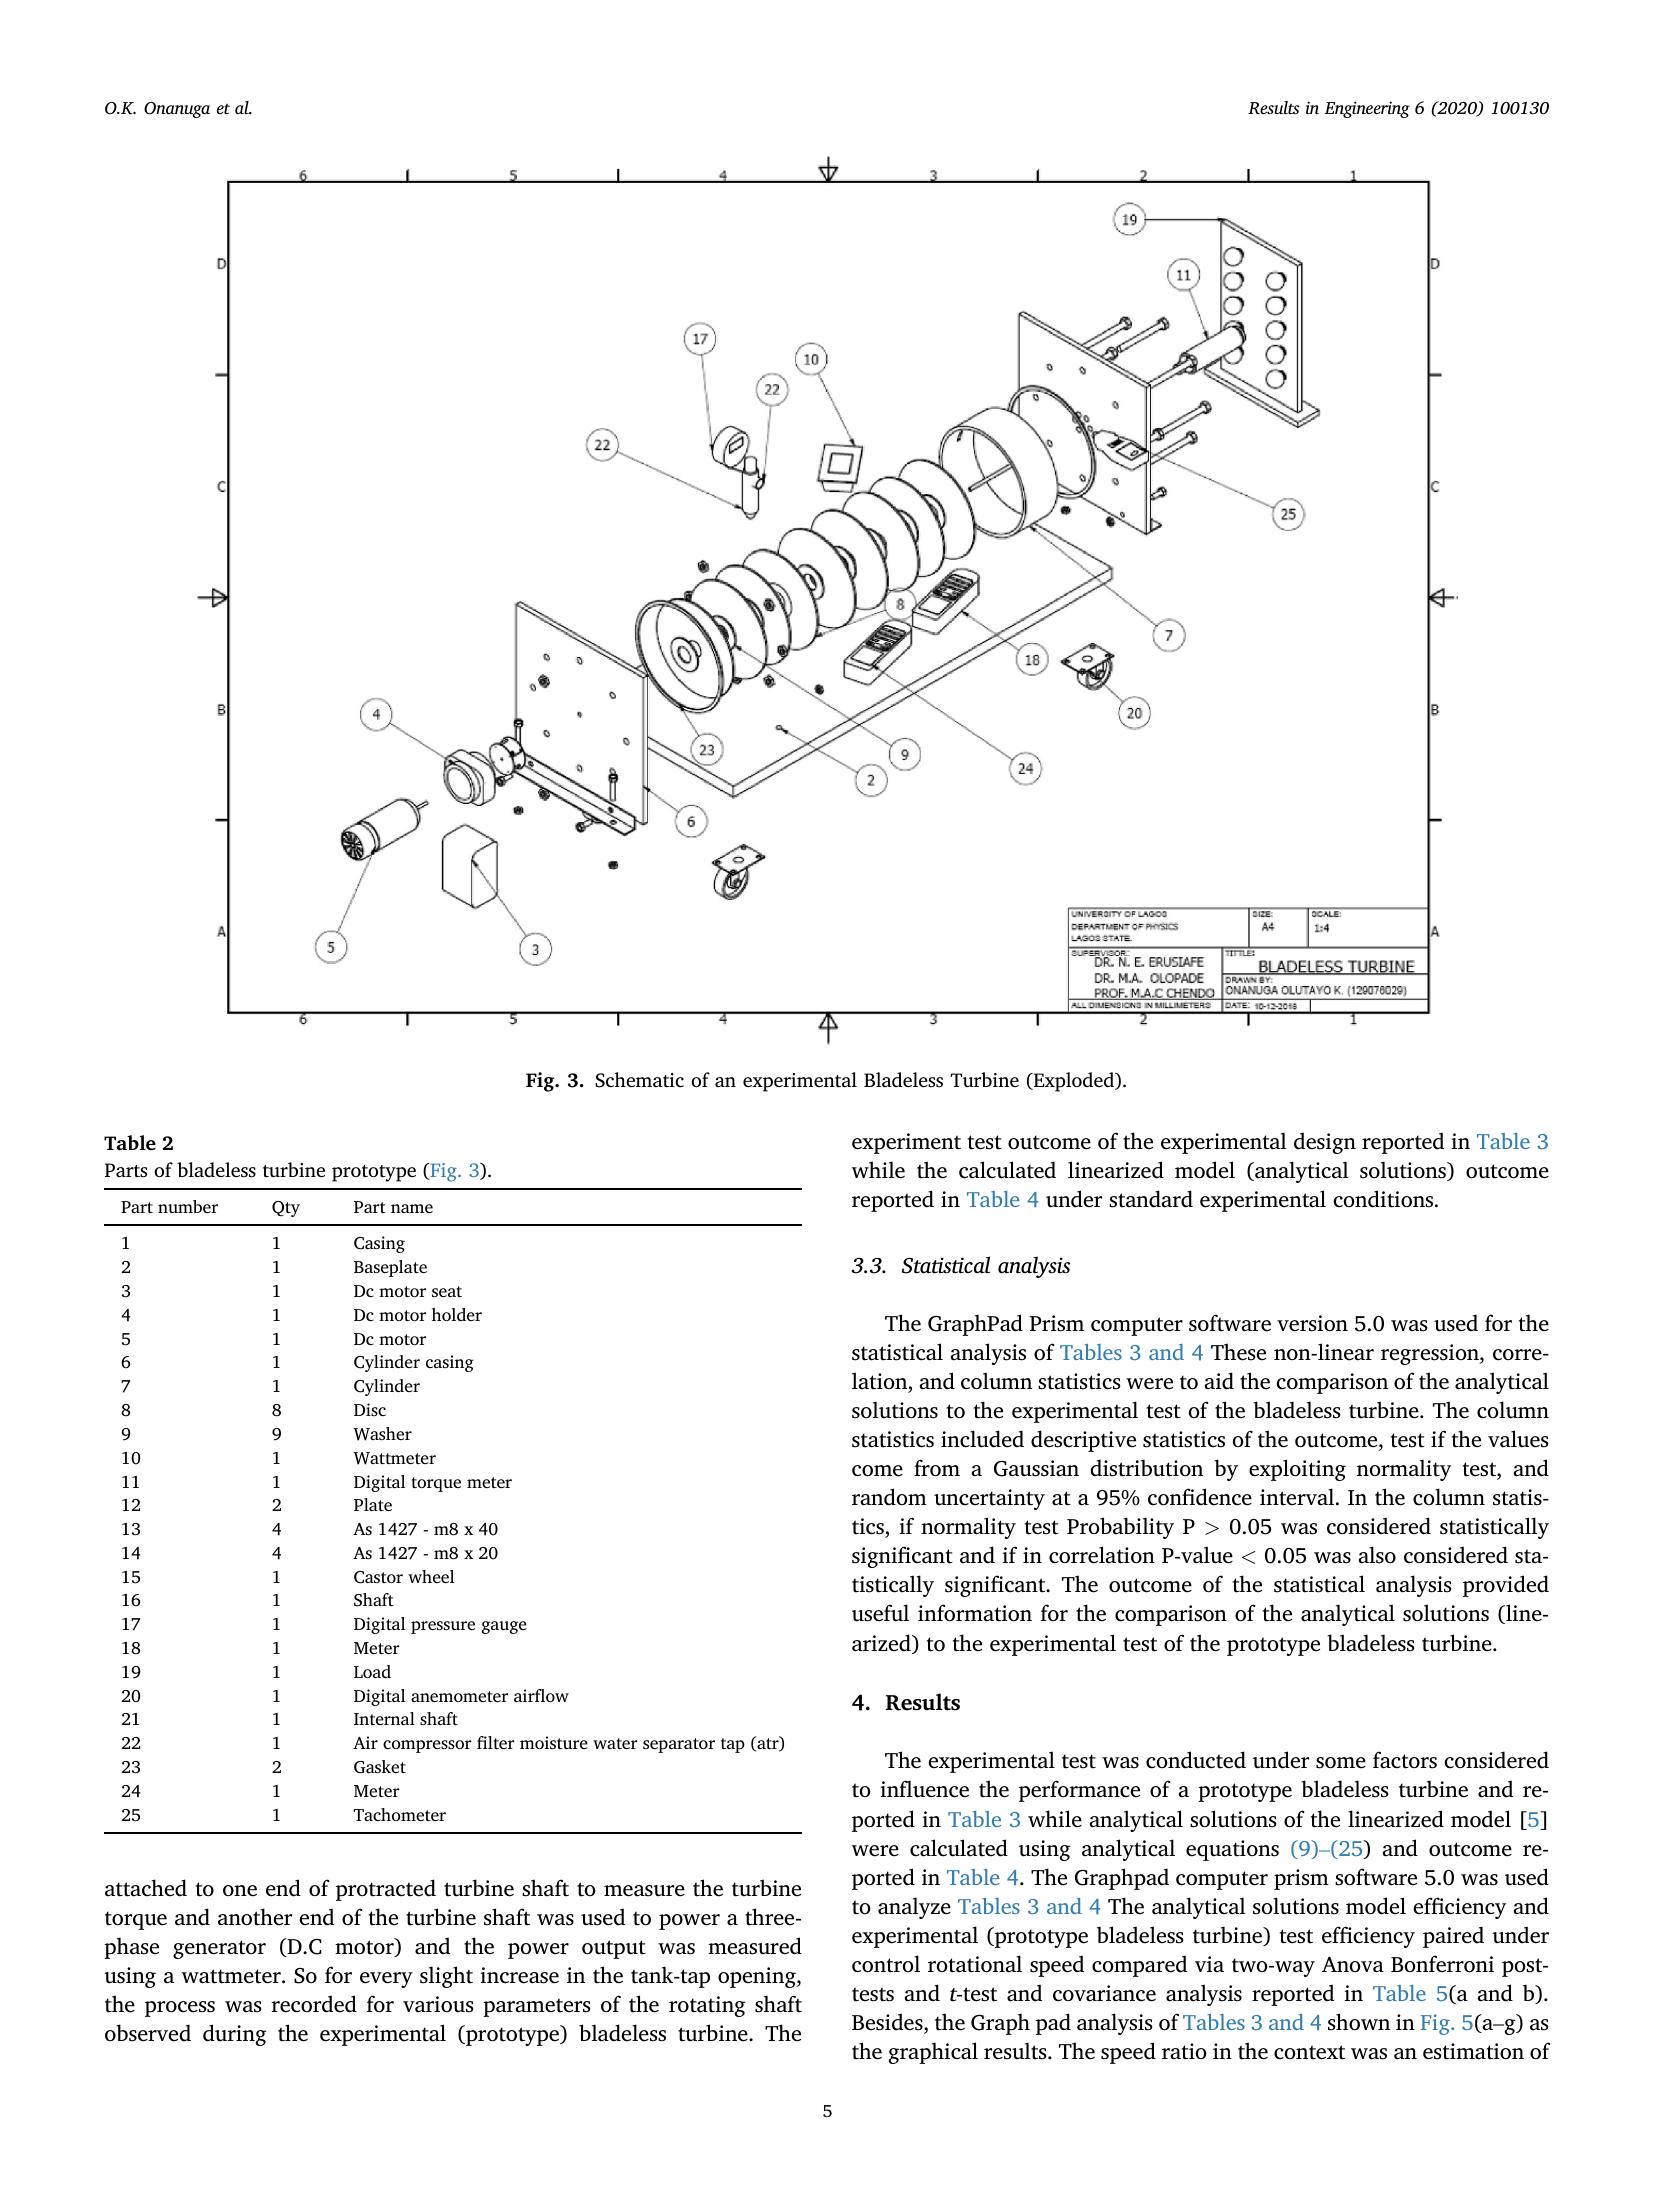 O.K. Onanuga et al.
Results in Engineering 6 (2020) 100130
6 5 4 3 2 1
D
C
B
A
D
C
B
A
19
11
17
10
22
22
25
8
7
18
20
4
23
9
24
2
6
5
3
UNIVERSITY OF LAGOS
DEPARTMENT OF PHYSICS
LAGOS STATE.
SIZE:
A4
SCALE:
1:4
SUPERVISOR:
DR. N. E. ERUSIAFE
DR. M.A. OLOPADE
PROF. M.A.C CHENDO
TITTLE:
BLADELESS TURBINE
DRAWN BY:
ONANUGA OLUTAYO K. (129076029)
ALL DIMENSIONS IN MILLIMETERS
DATE: 10-12-2018
6 5 4 3 2 1
Fig. 3. Schematic of an experimental Bladeless Turbine (Exploded).
Table 2
Parts of bladeless turbine prototype (Fig. 3).
Part number Qty Part name
1 1 Casing
2 1 Baseplate
3 1 Dc motor seat
4 1 Dc motor holder
5 1 Dc motor
6 1 Cylinder casing
7 1 Cylinder
8 8 Disc
9 9 Washer
10 1 Wattmeter
11 1 Digital torque meter
12 2 Plate
13 4 As 1427 - m8 x 40
14 4 As 1427 - m8 x 20
15 1 Castor wheel
16 1 Shaft
17 1 Digital pressure gauge
18 1 Meter
19 1 Load
20 1 Digital anemometer airflow
21 1 Internal shaft
22 1 Air compressor filter moisture water separator tap (atr)
23 2 Gasket
24 1 Meter
25 1 Tachometer
attached to one end of protracted turbine shaft to measure the turbine
torque and another end of the turbine shaft was used to power a three-
phase generator (D.C motor) and the power output was measured
using a wattmeter. So for every slight increase in the tank-tap opening,
the process was recorded for various parameters of the rotating shaft
observed during the experimental (prototype) bladeless turbine. The
experiment test outcome of the experimental design reported in Table 3
while the calculated linearized model (analytical solutions) outcome
reported in Table 4 under standard experimental conditions.
3.3. Statistical analysis
The GraphPad Prism computer software version 5.0 was used for the
statistical analysis of Tables 3 and 4 These non-linear regression, corre-
lation, and column statistics were to aid the comparison of the analytical
solutions to the experimental test of the bladeless turbine. The column
statistics included descriptive statistics of the outcome, test if the values
come from a Gaussian distribution by exploiting normality test, and
random uncertainty at a 95% confidence interval. In the column statis-
tics, if normality test Probability P > 0.05 was considered statistically
significant and if in correlation P-value < 0.05 was also considered sta-
tistically significant. The outcome of the statistical analysis provided
useful information for the comparison of the analytical solutions (line-
arized) to the experimental test of the prototype bladeless turbine.
4. Results
The experimental test was conducted under some factors considered
to influence the performance of a prototype bladeless turbine and re-
ported in Table 3 while analytical solutions of the linearized model [5]
were calculated using analytical equations (9)–(25) and outcome re-
ported in Table 4. The Graphpad computer prism software 5.0 was used
to analyze Tables 3 and 4 The analytical solutions model efficiency and
experimental (prototype bladeless turbine) test efficiency paired under
control rotational speed compared via two-way Anova Bonferroni post-
tests and t-test and covariance analysis reported in Table 5(a and b).
Besides, the Graph pad analysis of Tables 3 and 4 shown in Fig. 5(a–g) as
the graphical results. The speed ratio in the context was an estimation of
5